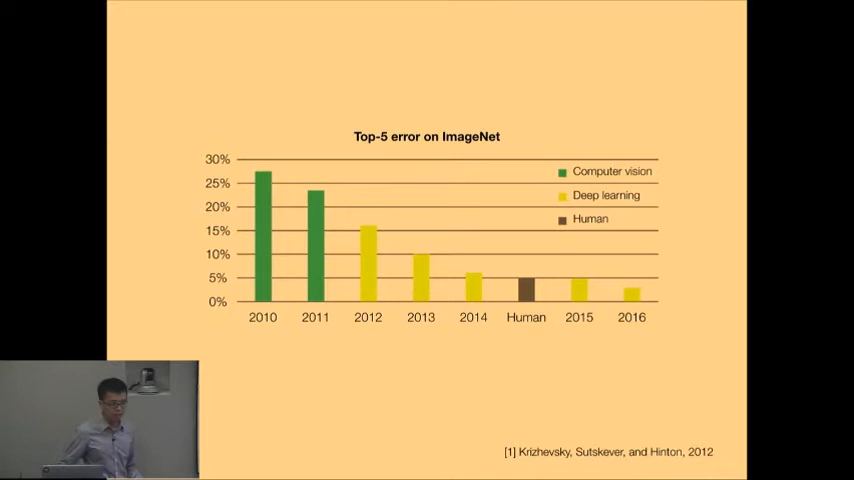 Top-5 error on ImageNet
30%
25%
20%
15%
10%
5%
0%
Computer vision
Deep learning
Human
2010 2011 2012 2013 2014 Human 2015 2016
[1] Krizhevsky, Sutskever, and Hinton, 2012